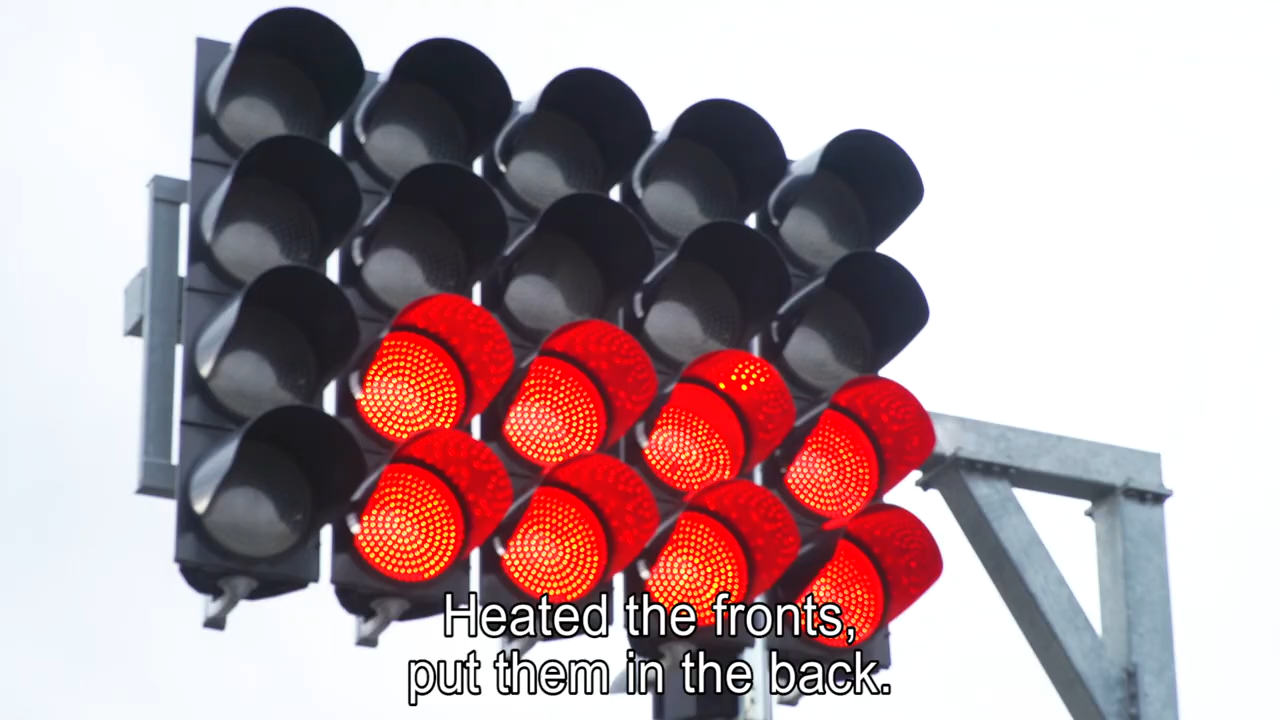 Heated the fronts,
put them in the back.